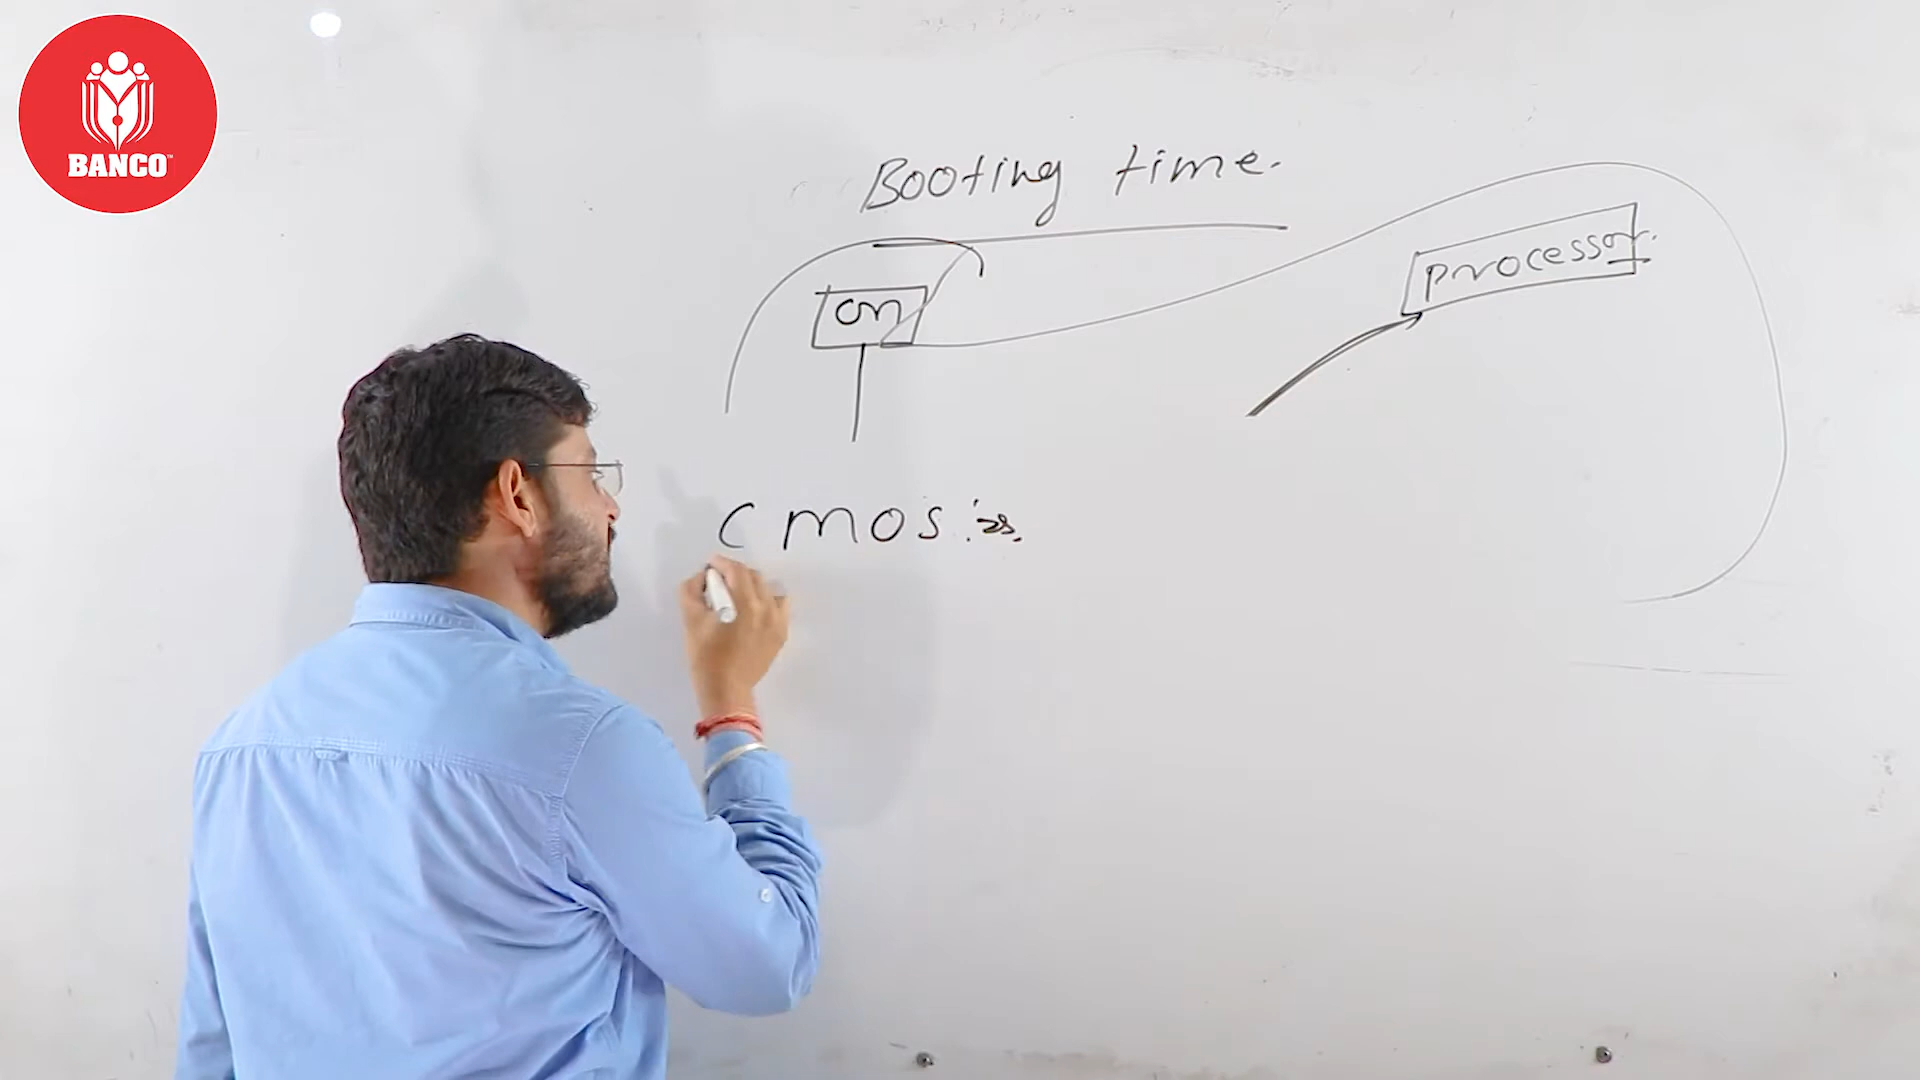 BANCO
Booting time.
on
processor.
CMOS